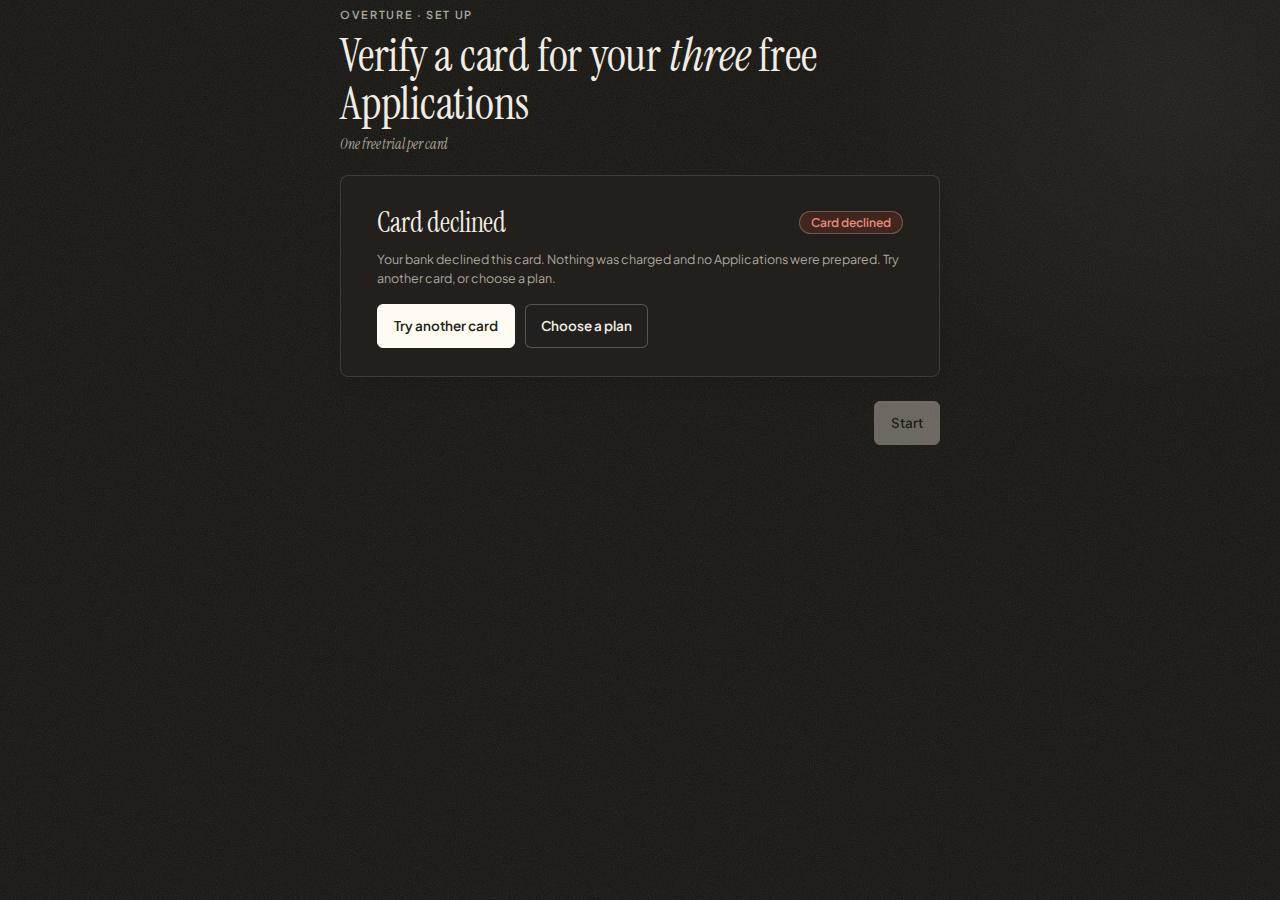 OVERTURE · SET UP
Verify a card for your three free
Applications
One free trial per card
Card declined
Card declined
Your bank declined this card. Nothing was charged and no Applications were prepared. Try
another card, or choose a plan.
Try another card
Choose a plan
Start